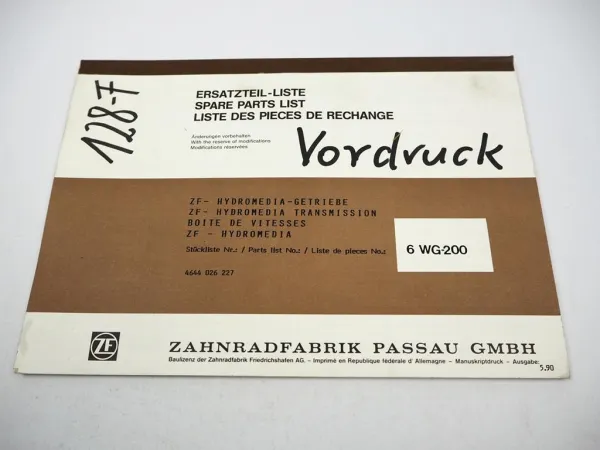 128-F
ERSATZTEIL-LISTE
SPARE PARTS LIST
LISTE DES PIECES DE RECHANGE
Änderungen vorbehalten
With the reserve of modifications
Modifications réservées
Vordruck
ZF- HYDROMEDIA-GETRIEBE
ZF- HYDROMEDIA TRANSMISSION
BOITE DE VITESSES
ZF - HYDROMEDIA
Stückliste Nr.: / Parts list No.: / Liste de pieces No.:
6 WG-200
4644 026 227
ZF
ZAHNRADFABRIK PASSAU GMBH
Baulizenz der Zahnradfabrik Friedrichshafen AG. – Imprimé en Republique fédérale d' Allemagne – Manuskriptdruck – Ausgabe:
5.90